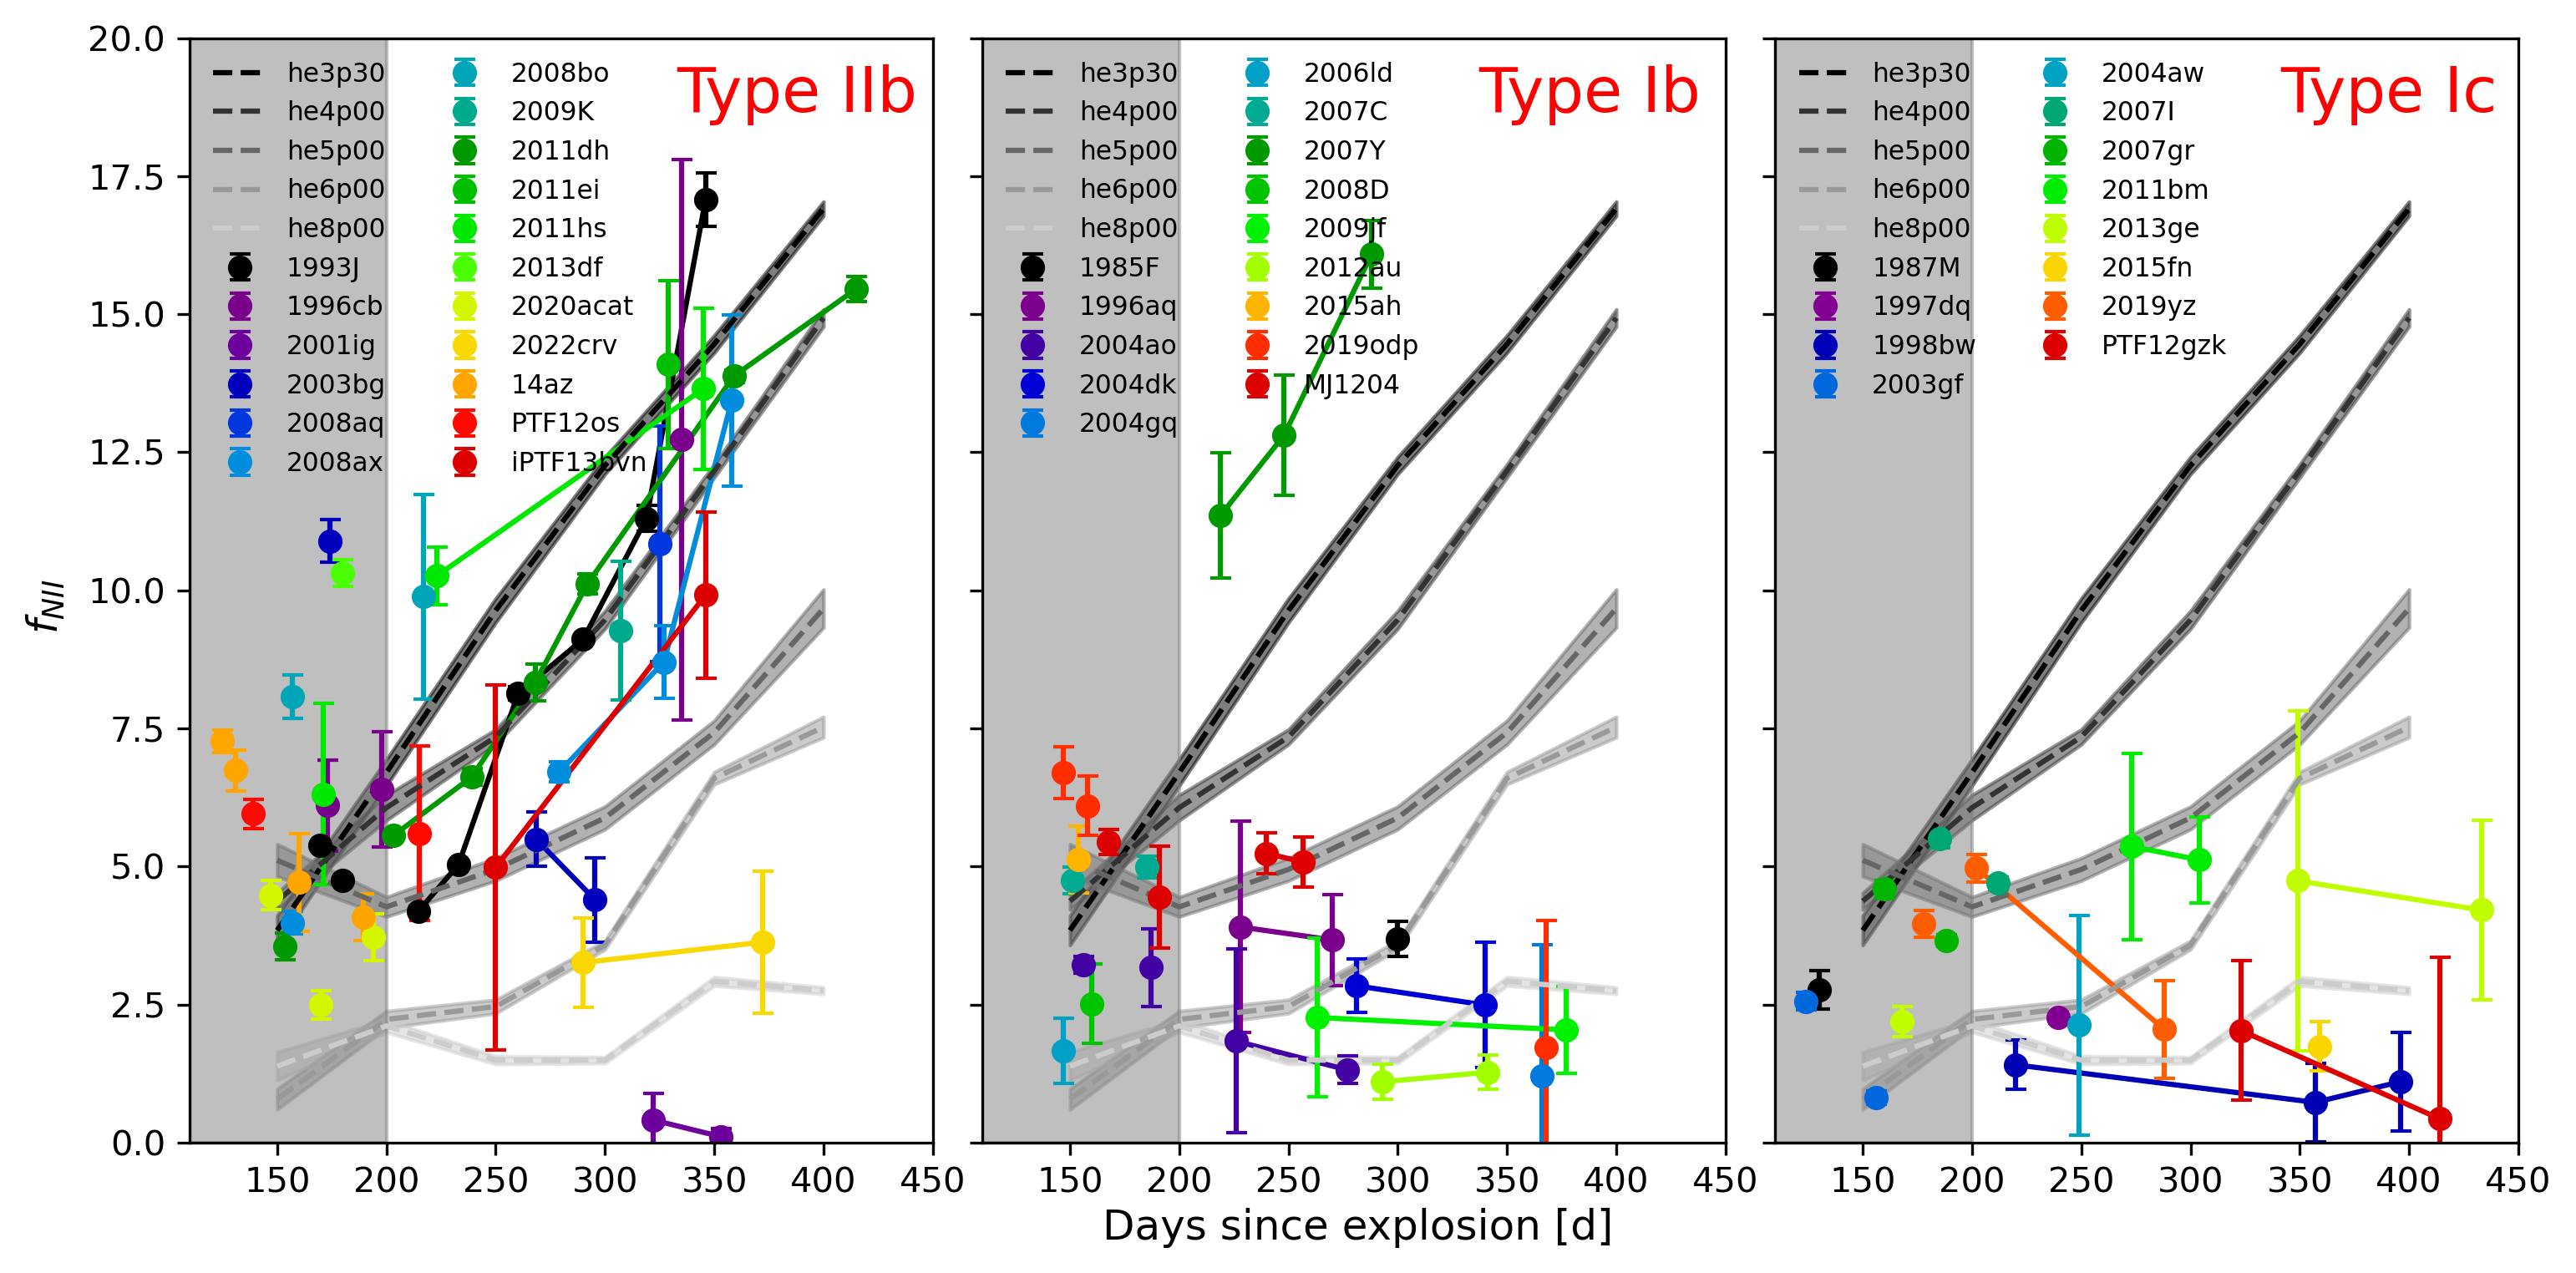 Type IIb
he3p30
he4p00
he5p00
he6p00
he8p00
1993J
1996cb
2001ig
2003bg
2008aq
2008ax
2008bo
2009K
2011dh
2011ei
2011hs
2013df
2020acat
2022crv
14az
PTF12os
iPTF13bvn
Type Ib
he3p30
he4p00
he5p00
he6p00
he8p00
1985F
1996aq
2004ao
2004dk
2004gq
2006ld
2007C
2007Y
2008D
2009jf
2012au
2015ah
2019odp
MJ1204
Type Ic
he3p30
he4p00
he5p00
he6p00
he8p00
1987M
1997dq
1998bw
2003gf
2004aw
2007I
2007gr
2011bm
2013ge
2015fn
2019yz
PTF12gzk
20.0
17.5
15.0
12.5
10.0
7.5
5.0
2.5
0.0
fNII
150 200 250 300 350 400 450
150 200 250 300 350 400 450
150 200 250 300 350 400 450
Days since explosion [d]